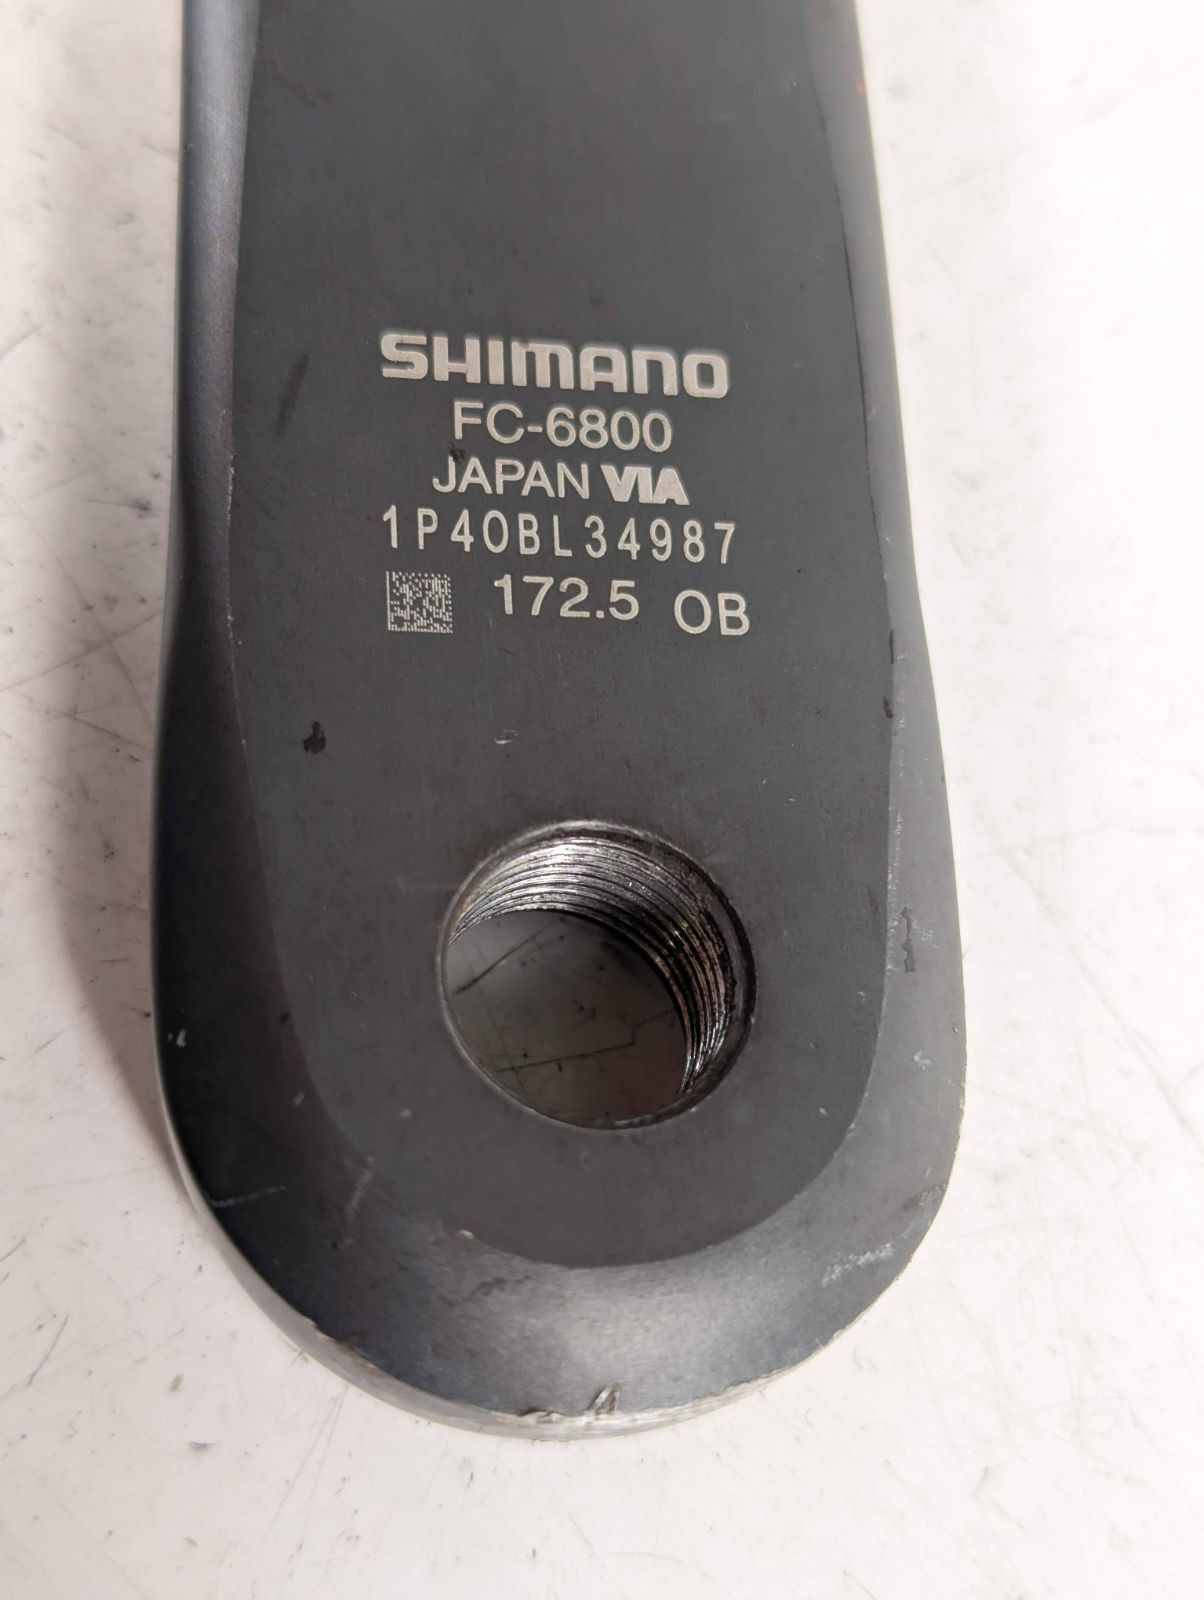 SHIMANO
FC-6800
JAPAN VIA
1P40BL34987
172.5 OB